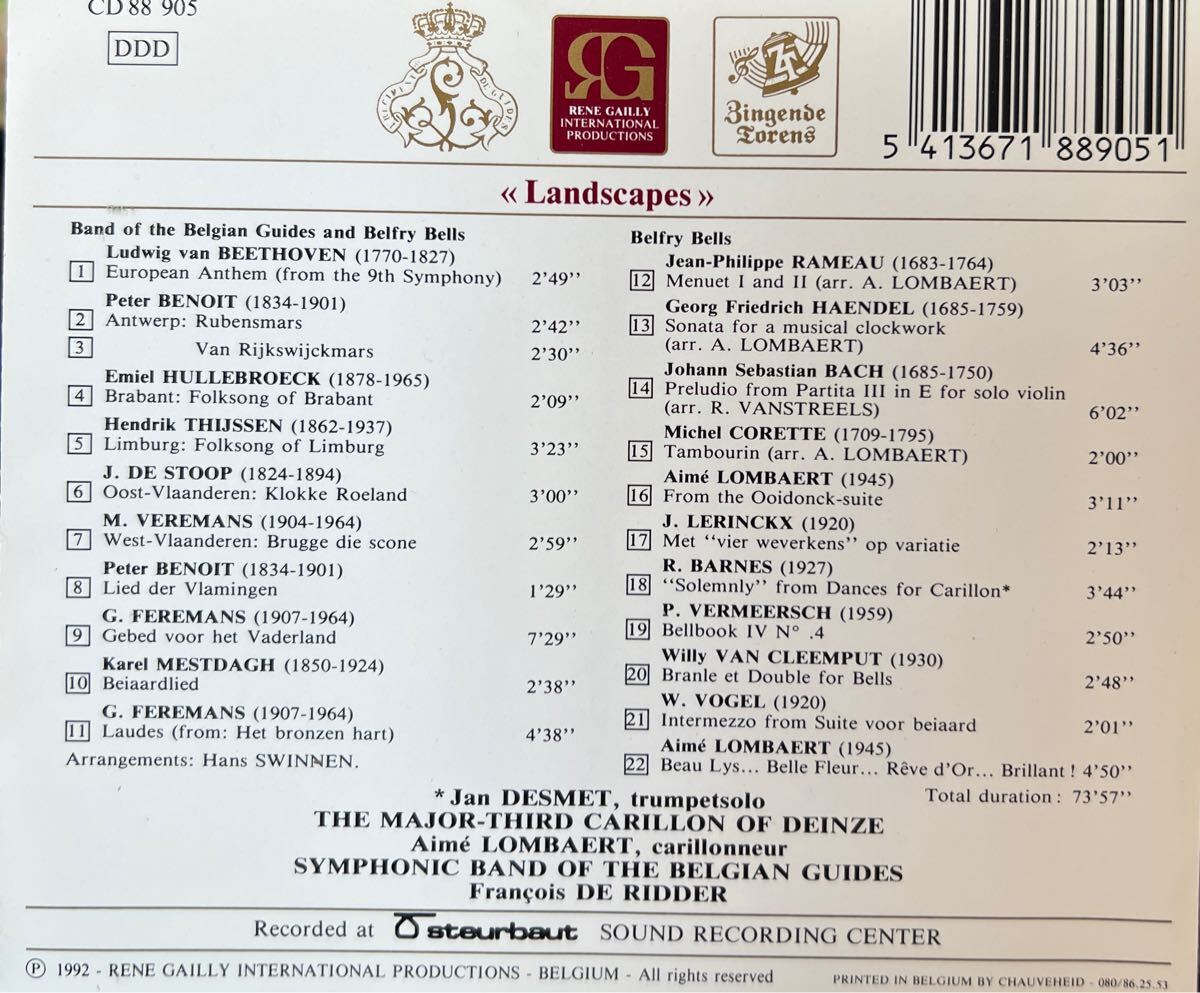 CD 88 905
DDD
RG
RENE GAILLY
INTERNATIONAL
PRODUCTIONS
ZT
Zingende
Torens
5 413671 889051
« Landscapes »
Band of the Belgian Guides and Belfry Bells
Ludwig van BEETHOVEN (1770-1827)
1 European Anthem (from the 9th Symphony) 2’49’’
Peter BENOIT (1834-1901)
2 Antwerp: Rubensmars 2’42’’
3 Van Rijkswijckmars 2’30’’
Emiel HULLEBROECK (1878-1965)
4 Brabant: Folksong of Brabant 2’09’’
Hendrik THIJSSEN (1862-1937)
5 Limburg: Folksong of Limburg 3’23’’
J. DE STOOP (1824-1894)
6 Oost-Vlaanderen: Klokke Roeland 3’00’’
M. VEREMANS (1904-1964)
7 West-Vlaanderen: Brugge die scone 2’59’’
Peter BENOIT (1834-1901)
8 Lied der Vlamingen 1’29’’
G. FEREMANS (1907-1964)
9 Gebed voor het Vaderland 7’29’’
Karel MESTDAGH (1850-1924)
10 Beiaardlied 2’38’’
G. FEREMANS (1907-1964)
11 Laudes (from: Het bronzen hart) 4’38’’
Arrangements: Hans SWINNEN.
Belfry Bells
Jean-Philippe RAMEAU (1683-1764)
12 Menuet I and II (arr. A. LOMBAERT) 3’03’’
Georg Friedrich HAENDEL (1685-1759)
13 Sonata for a musical clockwork
(arr. A. LOMBAERT) 4’36’’
Johann Sebastian BACH (1685-1750)
14 Preludio from Partita III in E for solo violin
(arr. R. VANSTREELS) 6’02’’
Michel CORETTE (1709-1795)
15 Tambourin (arr. A. LOMBAERT) 2’00’’
Aimé LOMBAERT (1945)
16 From the Ooidonck-suite 3’11’’
J. LERINCKX (1920)
17 Met “vier weverkens” op variatie 2’13’’
R. BARNES (1927)
18 “Solemnly” from Dances for Carillon* 3’44’’
P. VERMEERSCH (1959)
19 Bellbook IV N° .4 2’50’’
Willy VAN CLEEMPUT (1930)
20 Branle et Double for Bells 2’48’’
W. VOGEL (1920)
21 Intermezzo from Suite voor beiaard 2’01’’
Aimé LOMBAERT (1945)
22 Beau Lys... Belle Fleur... Rêve d’Or... Brillant ! 4’50’’
Total duration : 73’57’’
*Jan DESMET, trumpetsolo
THE MAJOR-THIRD CARILLON OF DEINZE
Aimé LOMBAERT, carillonneur
SYMPHONIC BAND OF THE BELGIAN GUIDES
François DE RIDDER
Recorded at steurbaut SOUND RECORDING CENTER
℗ 1992 - RENE GAILLY INTERNATIONAL PRODUCTIONS - BELGIUM - All rights reserved
PRINTED IN BELGIUM BY CHAUVEHEID - 080/86.25.53